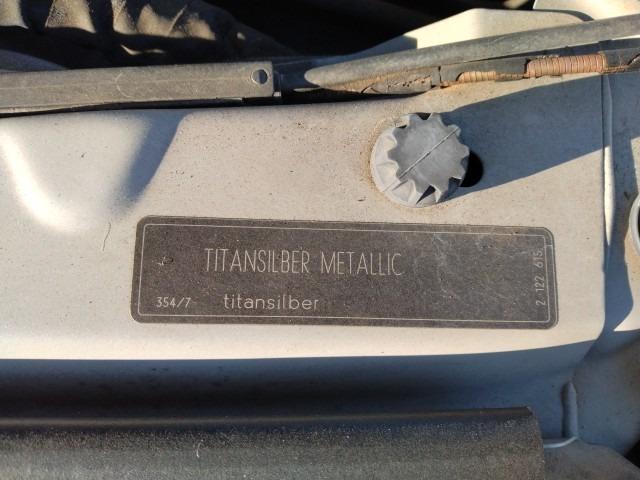 TITANSILBER METALLIC
354/7 titansilber
2 122 615